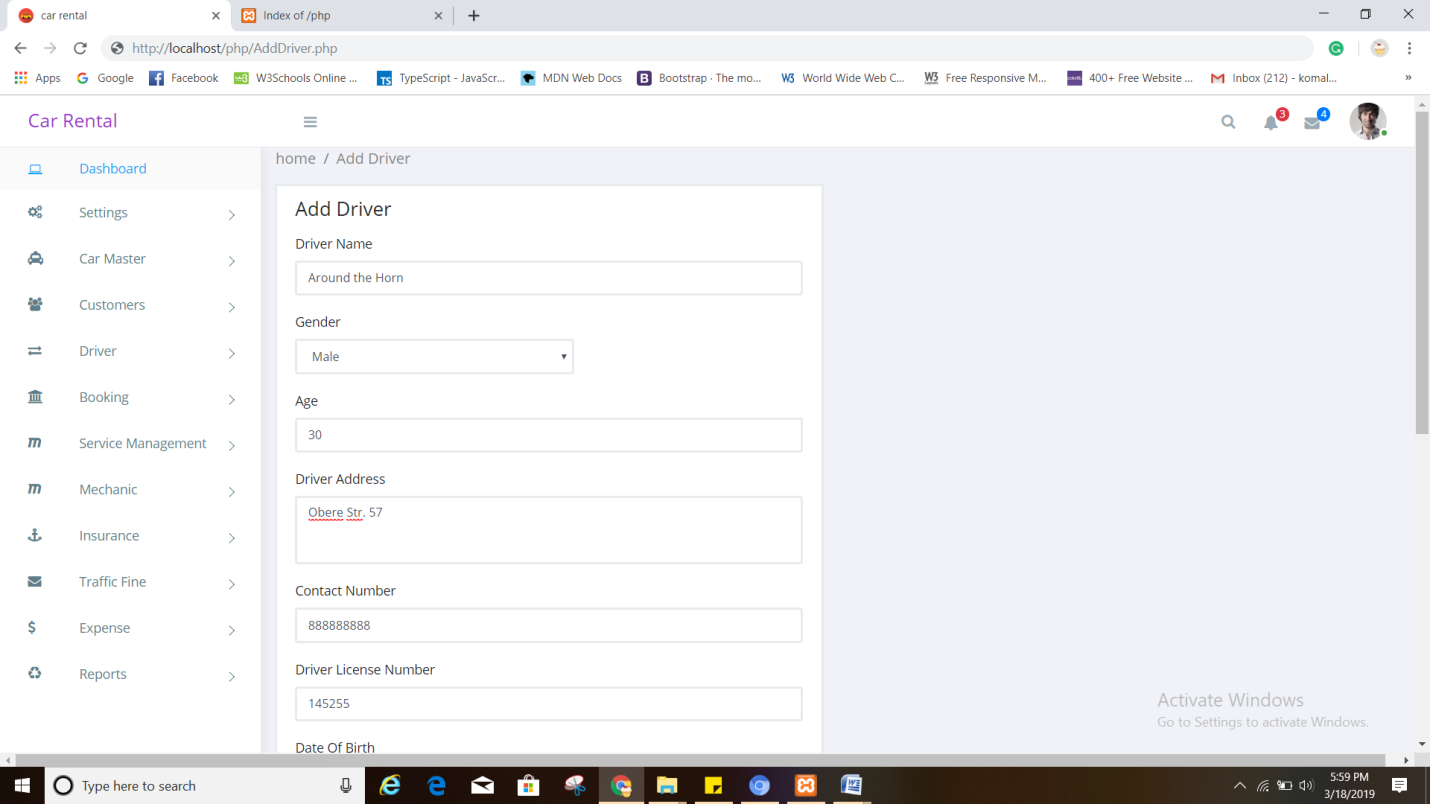 car rental
Index of /php
http://localhost/php/AddDriver.php
Apps Google Facebook W3Schools Online ... TypeScript - JavaScr... MDN Web Docs Bootstrap · The mo... World Wide Web C... Free Responsive M... 400+ Free Website ... Inbox (212) - komal... »
Car Rental
3
4
Dashboard
Settings
Car Master
Customers
Driver
Booking
Service Management
Mechanic
Insurance
Traffic Fine
Expense
Reports
home / Add Driver
Add Driver
Driver Name
Around the Horn
Gender
Male
Age
30
Driver Address
Obere Str. 57
Contact Number
888888888
Driver License Number
145255
Date Of Birth
Activate Windows
Go to Settings to activate Windows.
Type here to search
5:59 PM
3/18/2019